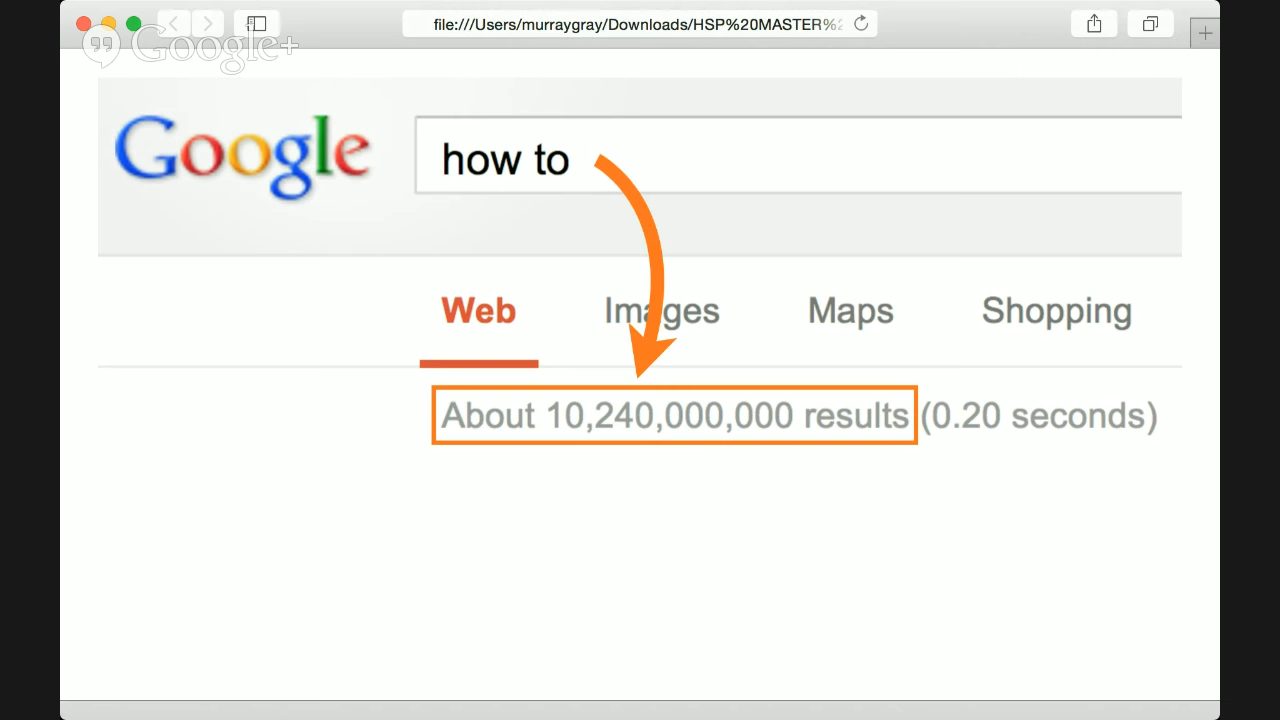 file:///Users/murraygray/Downloads/HSP%20MASTER%2
Google+
Google
how to
Web Images Maps Shopping
About 10,240,000,000 results (0.20 seconds)